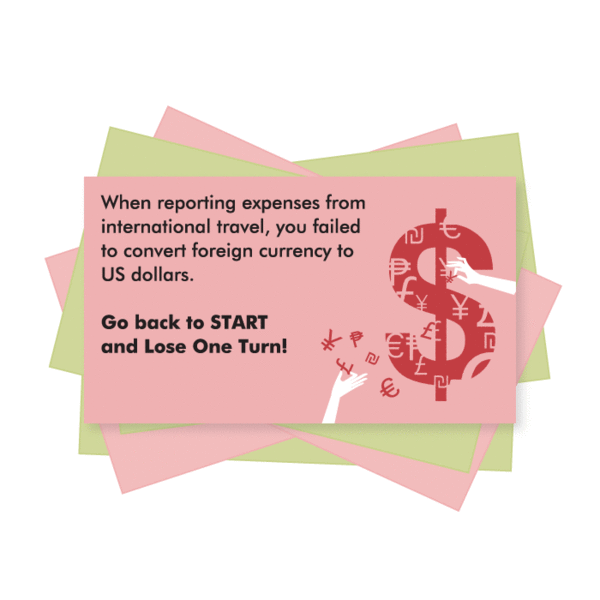 When reporting expenses from
international travel, you failed
to convert foreign currency to
US dollars.
Go back to START
and Lose One Turn!